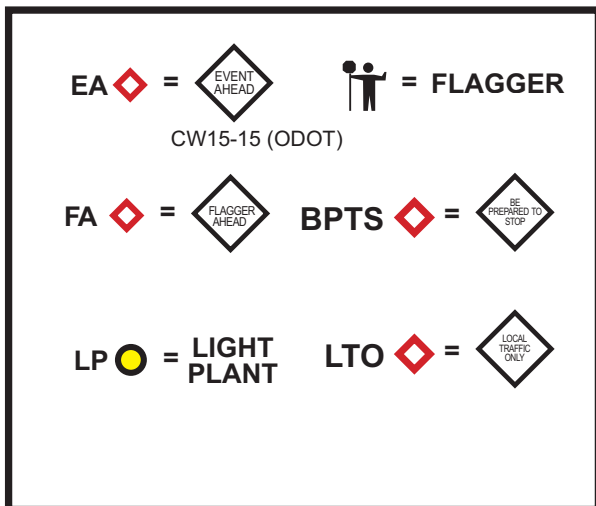 EA = EVENT
AHEAD
CW15-15 (ODOT)
= FLAGGER
FA = FLAGGER
AHEAD
BPTS = BE
PREPARED TO
STOP
LP = LIGHT
PLANT
LTO = LOCAL
TRAFFIC
ONLY